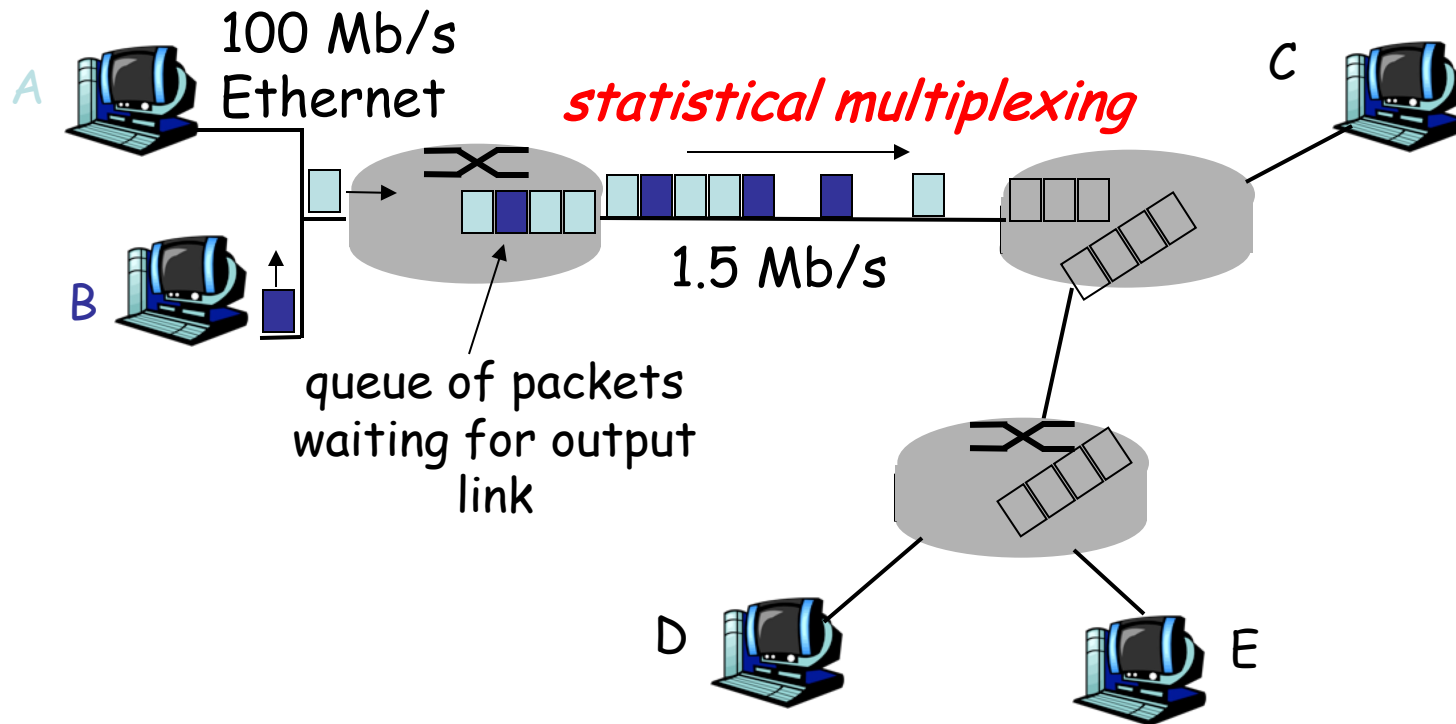 100 Mb/s
Ethernet
A
statistical multiplexing
C
B
1.5 Mb/s
queue of packets
waiting for output
link
D
E